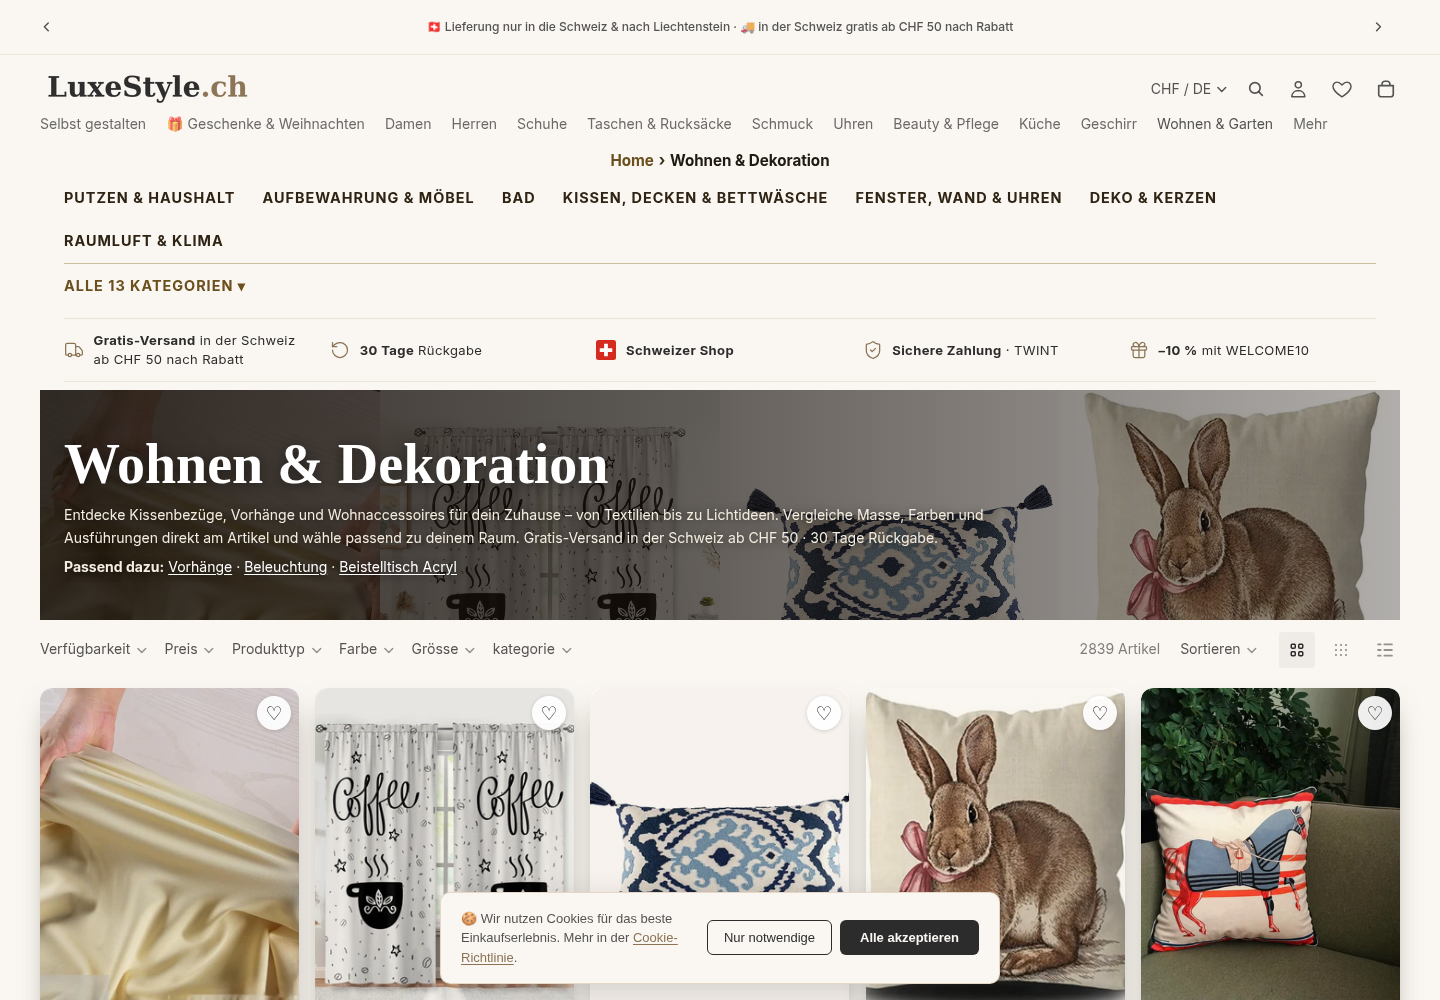 🇨🇭 Lieferung nur in die Schweiz & nach Liechtenstein · 🚚 in der Schweiz gratis ab CHF 50 nach Rabatt
LuxeStyle.ch
CHF / DE
Selbst gestalten 🎁 Geschenke & Weihnachten Damen Herren Schuhe Taschen & Rucksäcke Schmuck Uhren Beauty & Pflege Küche Geschirr Wohnen & Garten Mehr
Home › Wohnen & Dekoration
PUTZEN & HAUSHALT AUFBEWAHRUNG & MÖBEL BAD KISSEN, DECKEN & BETTWÄSCHE FENSTER, WAND & UHREN DEKO & KERZEN
RAUMLUFT & KLIMA
ALLE 13 KATEGORIEN ▾
Gratis-Versand in der Schweiz
ab CHF 50 nach Rabatt
30 Tage Rückgabe
Schweizer Shop
Sichere Zahlung · TWINT
–10 % mit WELCOME10
Wohnen & Dekoration
Entdecke Kissenbezüge, Vorhänge und Wohnaccessoires für dein Zuhause – von Textilien bis zu Lichtideen. Vergleiche Masse, Farben und
Ausführungen direkt am Artikel und wähle passend zu deinem Raum. Gratis-Versand in der Schweiz ab CHF 50 · 30 Tage Rückgabe.
Passend dazu: Vorhänge · Beleuchtung · Beistelltisch Acryl
Coffee Coffee
Verfügbarkeit Preis Produkttyp Farbe Grösse kategorie
2839 Artikel Sortieren
Coffee Coffee
🍪 Wir nutzen Cookies für das beste
Einkaufserlebnis. Mehr in der Cookie-
Richtlinie.
Nur notwendige
Alle akzeptieren